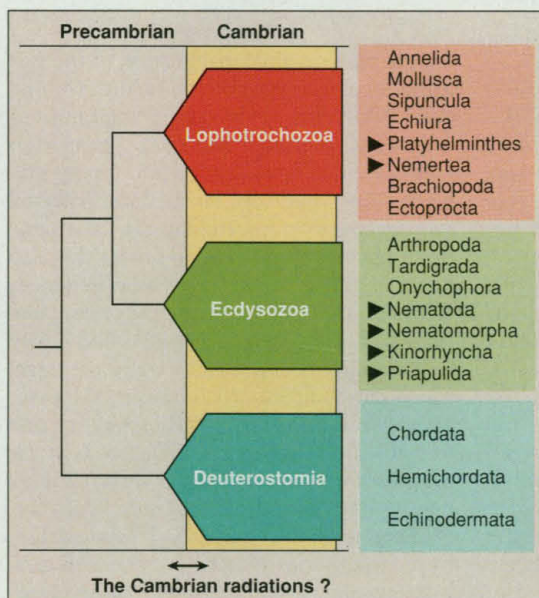 Precambrian Cambrian
Lophotrochozoa
Annelida
Mollusca
Sipuncula
Echiura
▶Platyhelminthes
▶Nemertea
Brachiopoda
Ectoprocta
Ecdysozoa
Arthropoda
Tardigrada
Onychophora
▶Nematoda
▶Nematomorpha
▶Kinorhyncha
▶Priapulida
Deuterostomia
Chordata
Hemichordata
Echinodermata
The Cambrian radiations ?